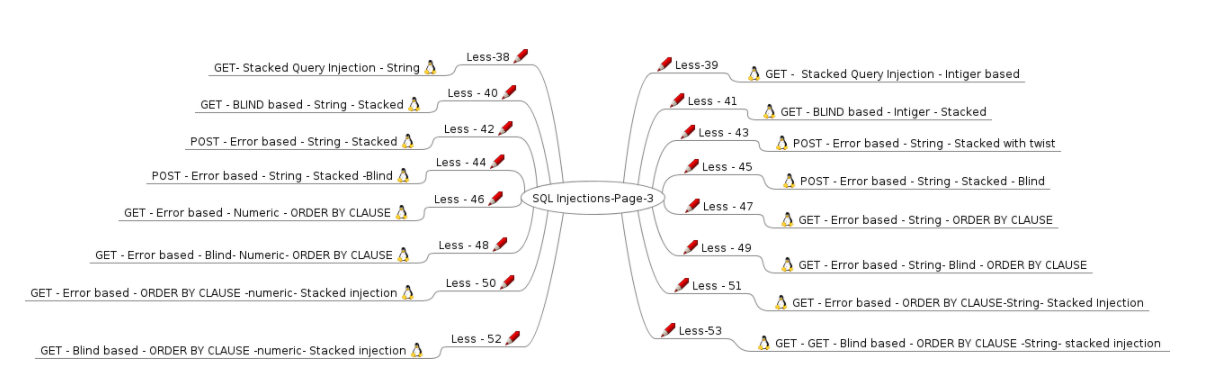 SQL Injections-Page-3
Less-38
GET- Stacked Query Injection - String
Less - 40
GET - BLIND based - String - Stacked
Less - 42
POST - Error based - String - Stacked
Less - 44
POST - Error based - String - Stacked -Blind
Less - 46
GET - Error based - Numeric - ORDER BY CLAUSE
Less - 48
GET - Error based - Blind- Numeric- ORDER BY CLAUSE
Less - 50
GET - Error based - ORDER BY CLAUSE -numeric- Stacked injection
Less - 52
GET - Blind based - ORDER BY CLAUSE -numeric- Stacked injection
Less-39
GET -  Stacked Query Injection - Intiger based
Less - 41
GET - BLIND based - Intiger - Stacked
Less - 43
POST - Error based - String - Stacked with twist
Less - 45
POST - Error based - String - Stacked - Blind
Less - 47
GET - Error based - String - ORDER BY CLAUSE
Less - 49
GET - Error based - String- Blind - ORDER BY CLAUSE
Less - 51
GET - Error based - ORDER BY CLAUSE-String- Stacked Injection
Less-53
GET - GET - Blind based - ORDER BY CLAUSE -String- stacked injection